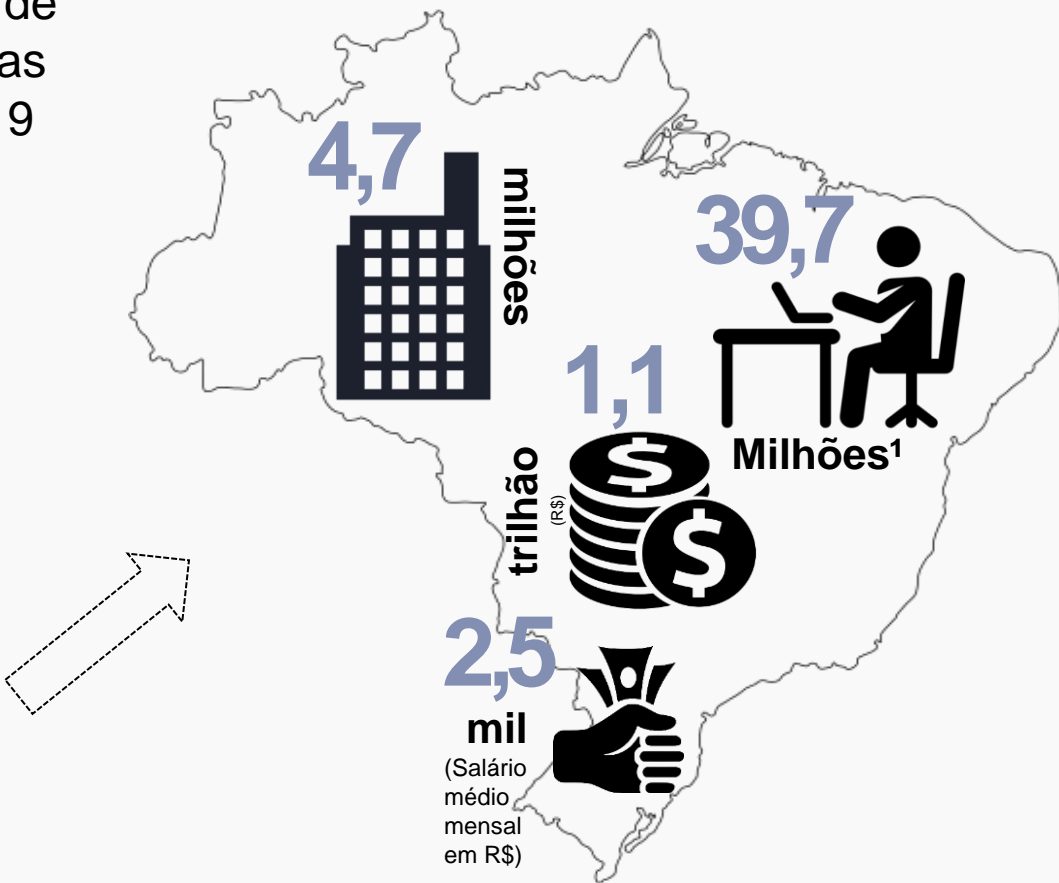 de
as
9
4,7
milhões
39,7
Milhões¹
1,1
trilhão
(R$)
2,5
mil
(Salário
médio
mensal
em R$)